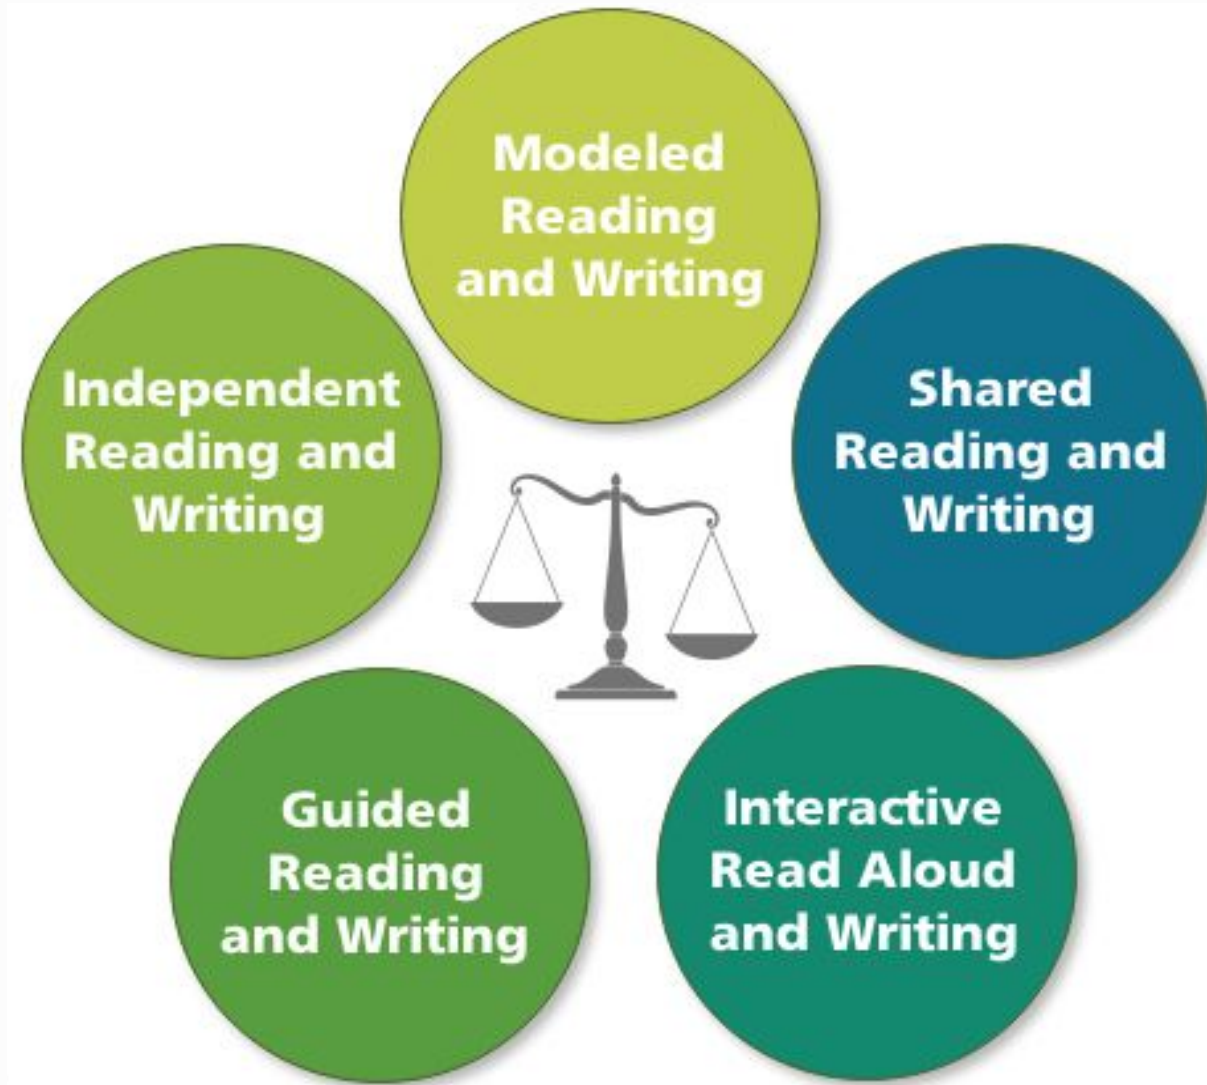 Modeled
Reading
and Writing
Independent
Reading and
Writing
Shared
Reading and
Writing
Guided
Reading
and Writing
Interactive
Read Aloud
and Writing